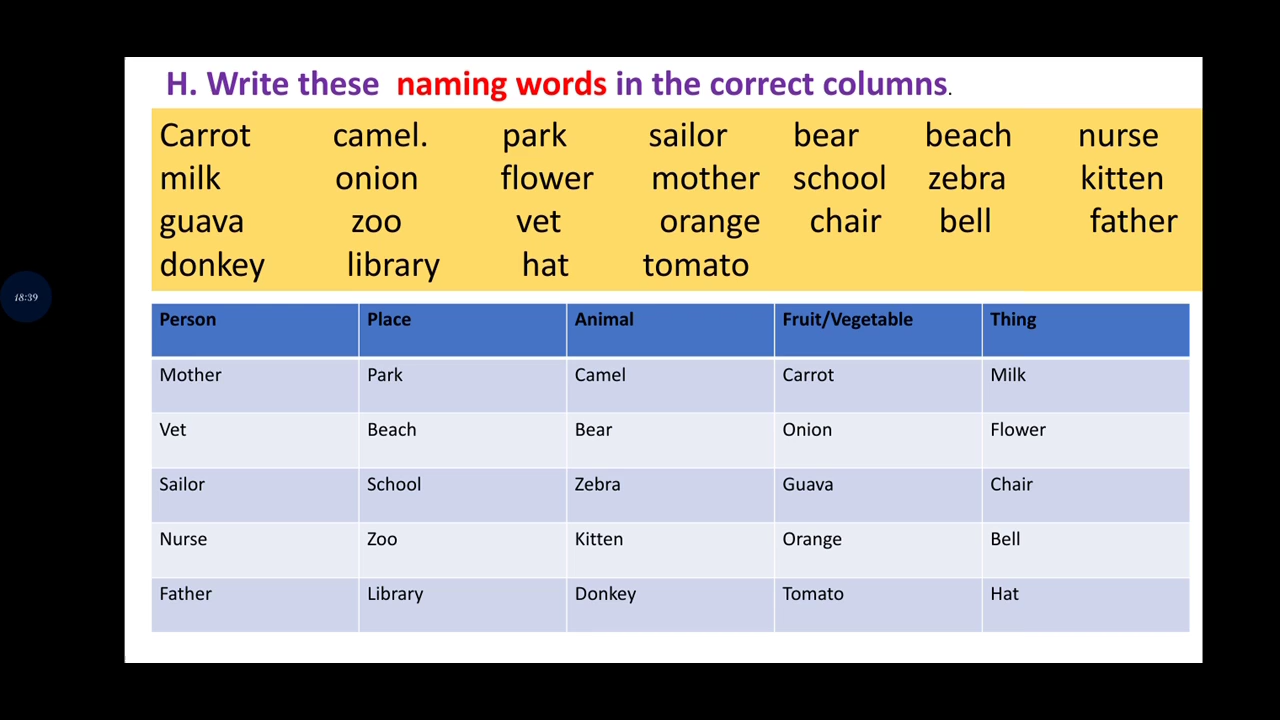 H. Write these naming words in the correct columns.
Carrot camel. park sailor bear beach nurse
milk onion flower mother school zebra kitten
guava zoo vet orange chair bell father
donkey library hat tomato
18:39
Person Place Animal Fruit/Vegetable Thing
Mother Park Camel Carrot Milk
Vet Beach Bear Onion Flower
Sailor School Zebra Guava Chair
Nurse Zoo Kitten Orange Bell
Father Library Donkey Tomato Hat